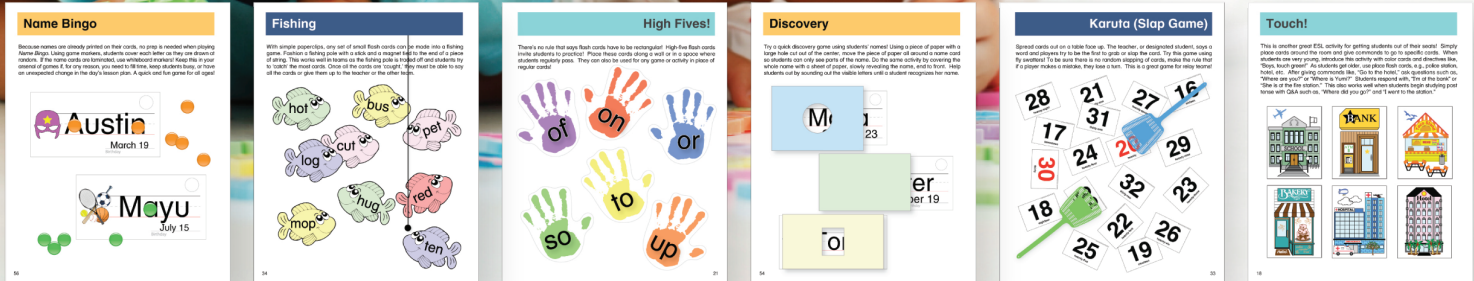 Name Bingo
Because names are already printed on their cards, no prep is needed when playing
Name Bingo. Using game markers, students cover each letter as they are drawn at
random. If the name cards are laminated, use whiteboard markers! Keep this in your
arsenal of games if, for any reason, you need to fill time, keep students busy, or have
an unexpected change in the day's lesson plan. A quick and fun game for all ages!
Austin
March 19
Birthday
Mayu
July 15
Birthday
56
Fishing
With simple paperclips, any set of small flash cards can be made into a fishing
game. Fashion a fishing pole with a stick and a magnet tied to the end of a piece
of string. This works well in teams as the fishing pole is traded off and students try
to 'catch' the most cards. Once all the cards are 'caught,' they must be able to say
all the cards or give them up to the teacher or the other team.
hot
bus
pet
log
cut
hug
red
mop
ten
34
High Fives!
There's no rule that says flash cards have to be rectangular! High-five flash cards
invite students to practice! Place these cards along a wall or in a space where
students regularly pass. They can also be used for any game or activity in place of
regular cards!
of
on
or
so
to
up
21
Discovery
Try a quick discovery game using students' names! Using a piece of paper with a
large hole cut out of the center, move the piece of paper all around a name card
so students can only see parts of the name. Do the same activity by covering the
whole name with a sheet of paper, slowly revealing the name, end to front. Help
students out by sounding out the visible letters until a student recognizes her name.
23
er
ber 19
54
Karuta (Slap Game)
Spread cards out on a table face up. The teacher, or designated student, says a
word and players try to be the first to grab or slap the card. Try this game using
fly swatters! To be sure there is no random slapping of cards, make the rule that
if a player makes a mistake, they lose a turn. This is a great game for relay teams!
28
21
27
16
31
17
20
29
24
30
32
23
18
22
26
25
19
33
Touch!
This is another great ESL activity for getting students out of their seats! Simply
place cards around the room and give commands to go to specific cards. When
students are very young, introduce this activity with color cards and directives like,
"Boys, touch green!" As students get older, use place flash cards, e.g., police station,
hotel, etc. After giving commands like, "Go to the hotel," ask questions such as,
"Where are you?" or "Where is Yumi?" Students respond with, "I'm at the bank" or
"She is at the fire station." This also works well when students begin studying past
tense with Q&A such as, "Where did you go?" and "I went to the station."
BANK
BAKERY
HOSPITAL
Hotel
18